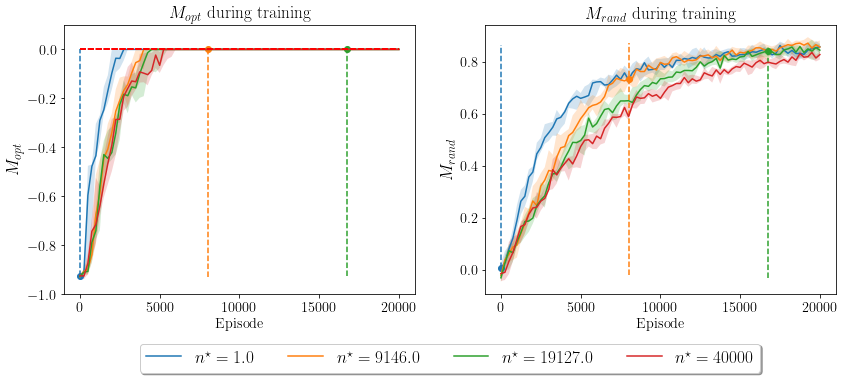 M_opt during training
0.0
−0.2
−0.4
−0.6
−0.8
−1.0
M_opt
0 5000 10000 15000 20000
Episode
M_rand during training
0.8
0.6
0.4
0.2
0.0
M_rand
0 5000 10000 15000 20000
Episode
n⋆ = 1.0 n⋆ = 9146.0 n⋆ = 19127.0 n⋆ = 40000